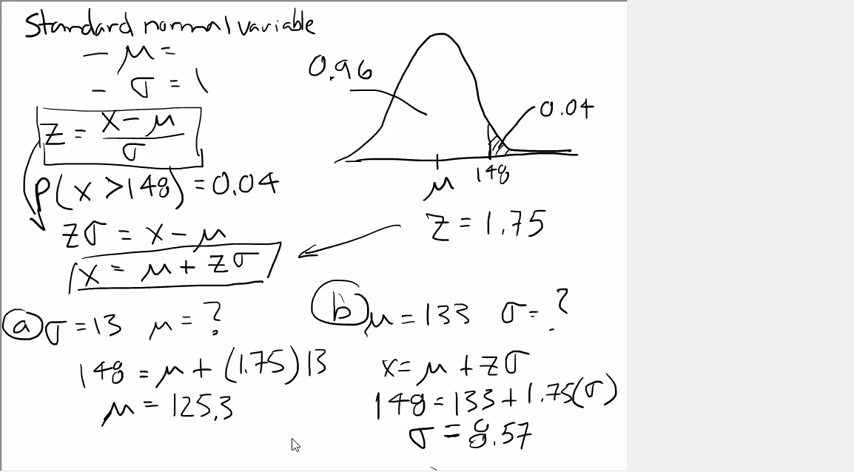 Standard normal variable
- μ =
- σ = 1
z = (x - μ) / σ
P(x > 148) = 0.04
zσ = x - μ
x = μ + zσ
0.96
0.04
μ
148
z = 1.75
a σ = 13 μ = ?
148 = μ + (1.75)13
μ = 125.3
b μ = 133 σ = ?
x = μ + zσ
148 = 133 + 1.75(σ)
σ = 8.57